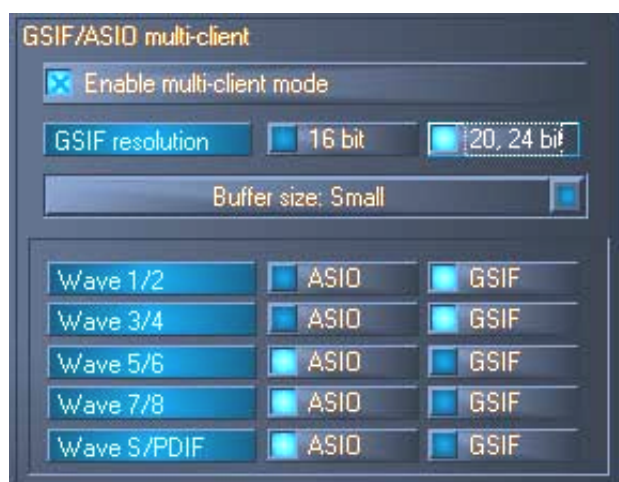 GSIF/ASIO multi-client
Enable multi-client mode
GSIF resolution 16 bit 20, 24 bit
Buffer size: Small
Wave 1/2 ASIO GSIF
Wave 3/4 ASIO GSIF
Wave 5/6 ASIO GSIF
Wave 7/8 ASIO GSIF
Wave S/PDIF ASIO GSIF